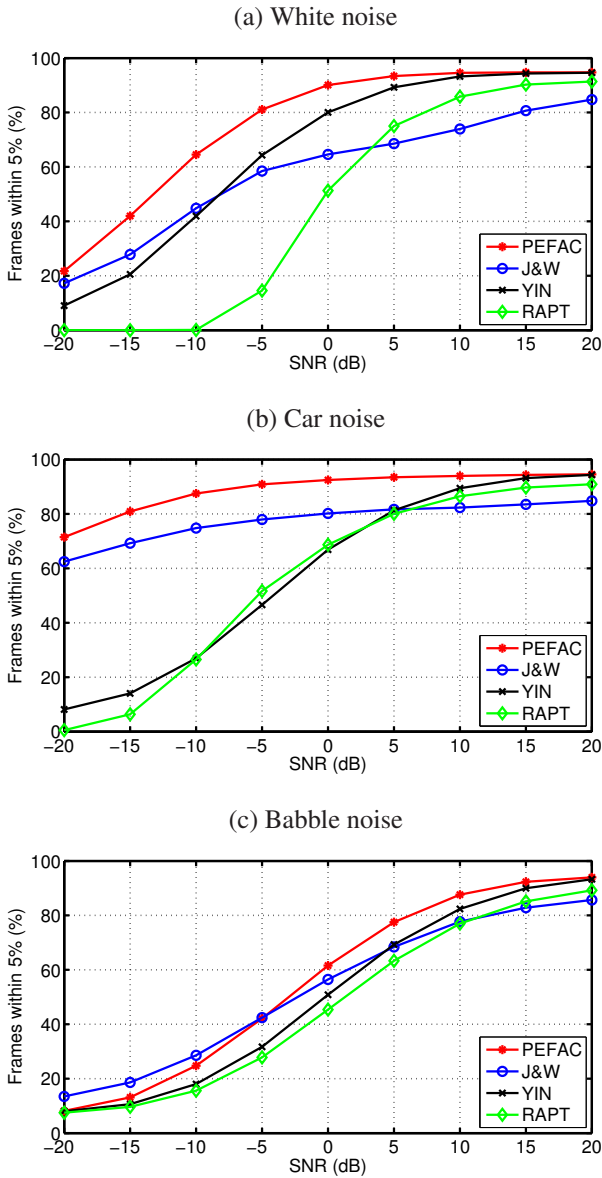 (a) White noise
Frames within 5% (%)
100
80
60
40
20
0
−20 −15 −10 −5 0 5 10 15 20
SNR (dB)
PEFAC
J&W
YIN
RAPT
(b) Car noise
Frames within 5% (%)
100
80
60
40
20
0
−20 −15 −10 −5 0 5 10 15 20
SNR (dB)
PEFAC
J&W
YIN
RAPT
(c) Babble noise
Frames within 5% (%)
100
80
60
40
20
0
−20 −15 −10 −5 0 5 10 15 20
SNR (dB)
PEFAC
J&W
YIN
RAPT